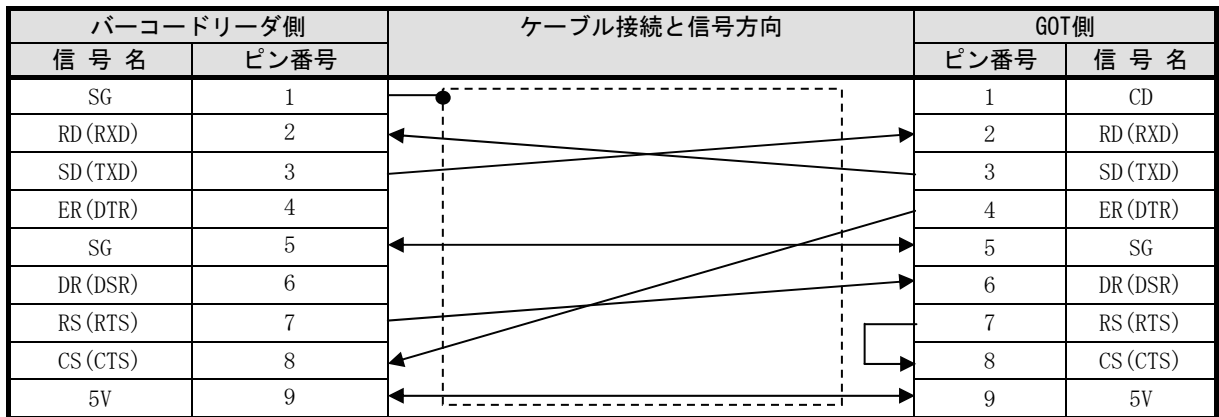 バーコードリーダ側 ケーブル接続と信号方向 GOT側
信号名 ピン番号 ピン番号 信号名
SG 1 1 CD
RD(RXD) 2 2 RD(RXD)
SD(TXD) 3 3 SD(TXD)
ER(DTR) 4 4 ER(DTR)
SG 5 5 SG
DR(DSR) 6 6 DR(DSR)
RS(RTS) 7 7 RS(RTS)
CS(CTS) 8 8 CS(CTS)
5V 9 9 5V